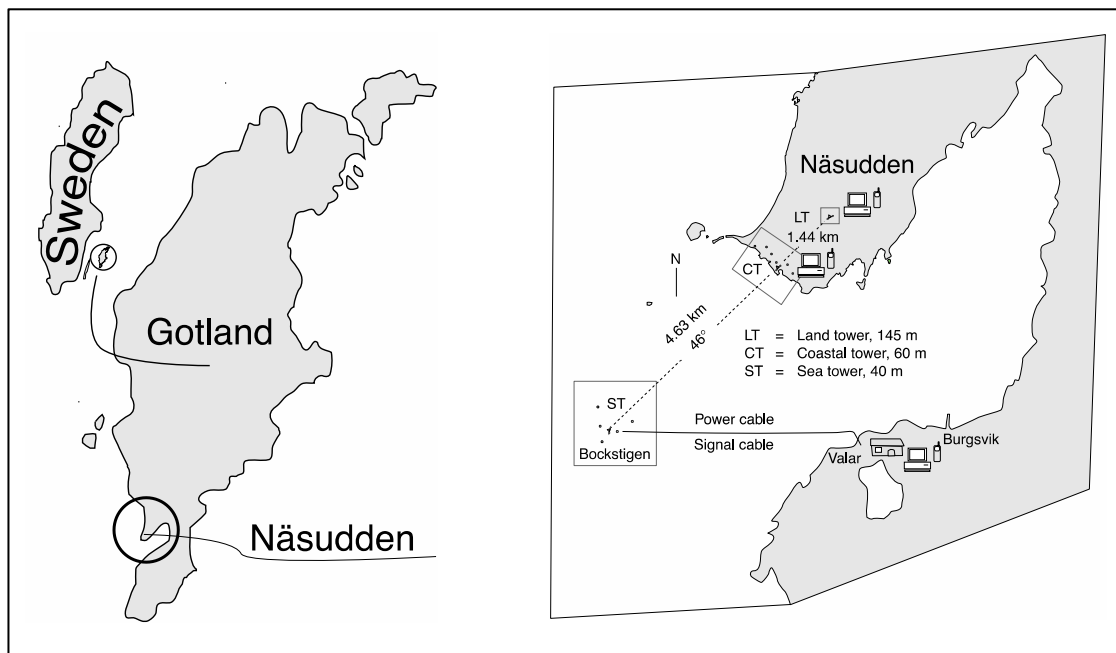 Sweden
Gotland
Näsudden
Näsudden
LT
1.44 km
N
CT
4.63 km
46°
LT = Land tower, 145 m
CT = Coastal tower, 60 m
ST = Sea tower, 40 m
ST
Power cable
Signal cable
Bockstigen
Valar
Burgsvik